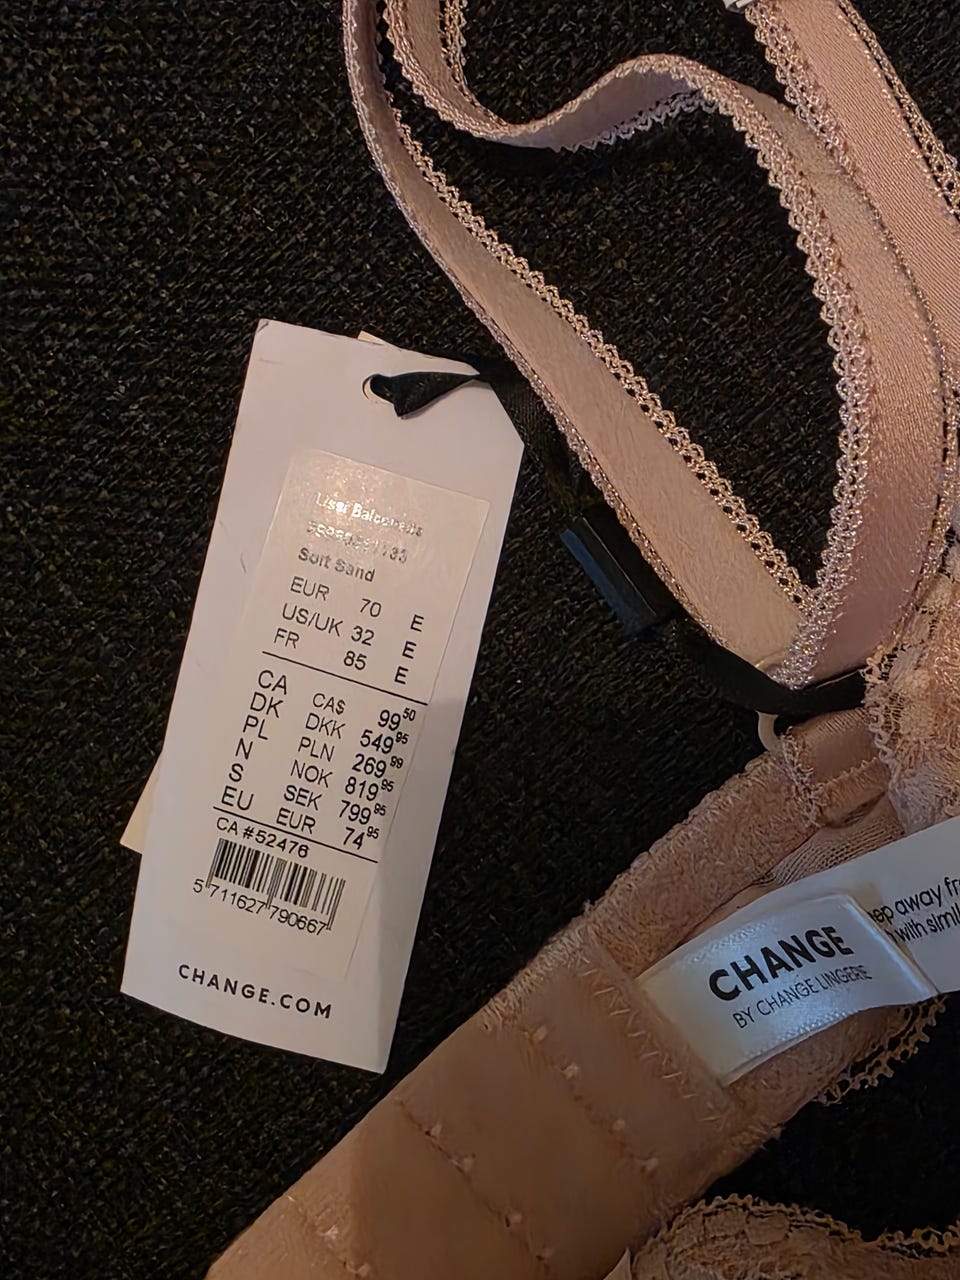 Soft Sand
EUR 70 E
US/UK 32 E
FR 85 E
CA CA$ 99 50
DK DKK 549 95
PL PLN 269 99
N NOK 819 95
S SEK 799 95
EU EUR 74 95
CA #52476
5 711627 790667
CHANGE.COM
CHANGE
BY CHANGE LINGERIE
away
with